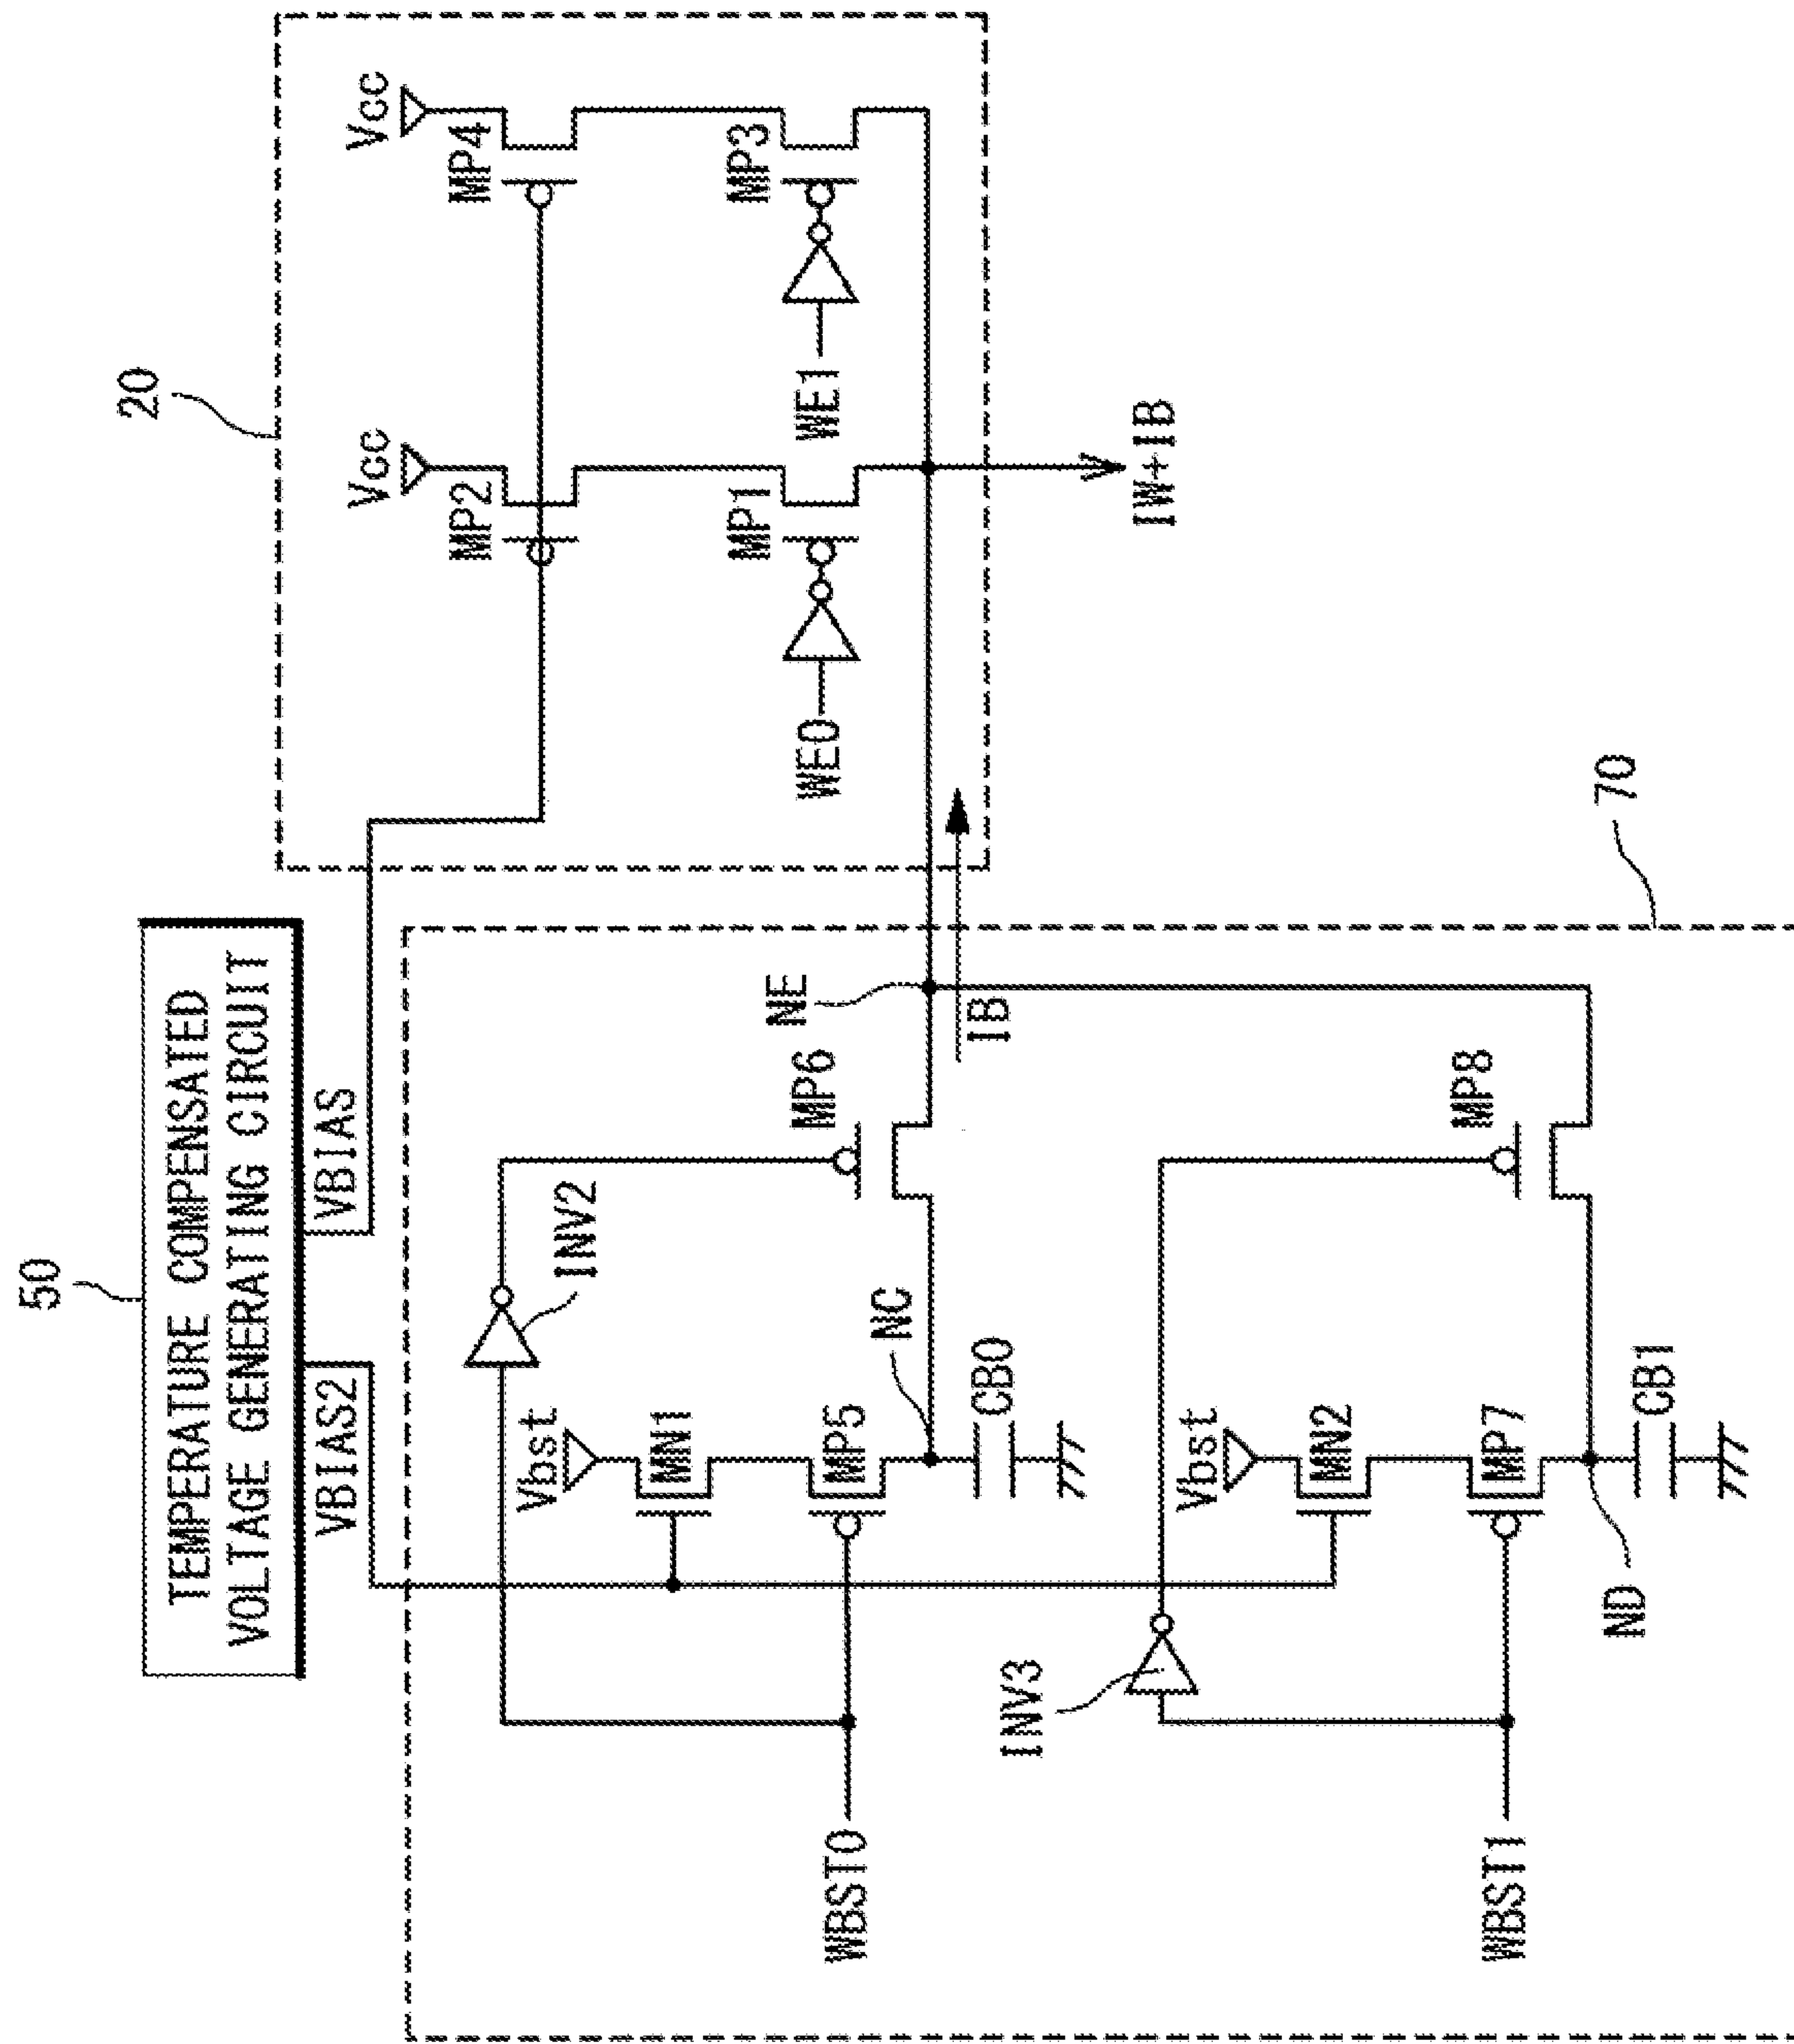 50
TEMPERATURE COMPENSATED
VOLTAGE GENERATING CIRCUIT
VBIAS2
VBIAS
20
Vcc
Vcc
MP2
MP4
MP1
MP3
WE0
WE1
IW+IB
70
NE
IB
MP6
INV2
Vbst
MN1
MP5
NC
CB0
WBST0
MP8
INV3
Vbst
MN2
MP7
CB1
ND
WBST1